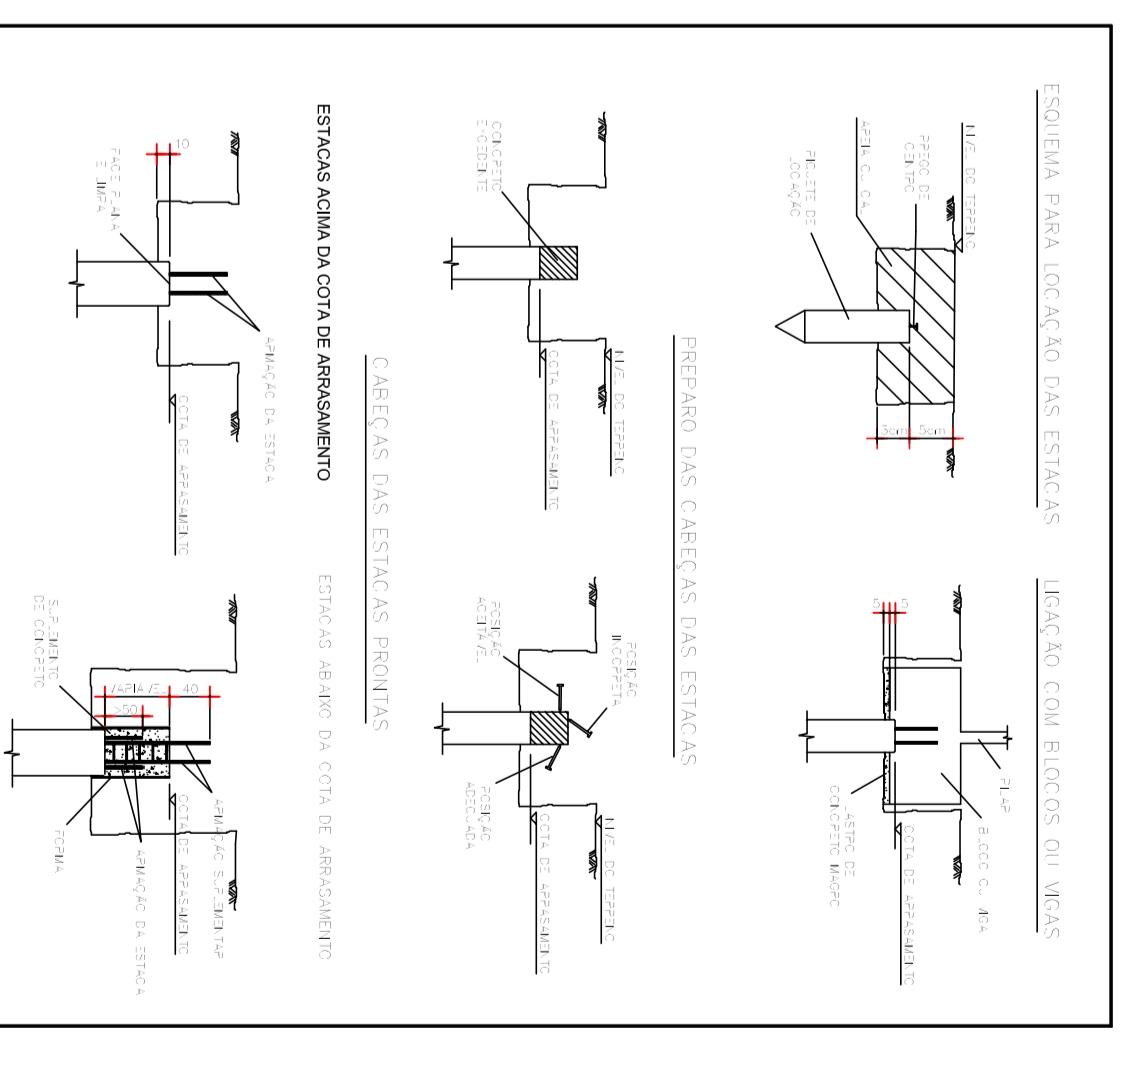 ESQUEMA PARA LOCAÇÃO DAS ESTACAS
NIVEL DO TERRENO
PREGO DE
CENTRO
AREIA OU CAL
PIQUETE DE
LOCAÇÃO
3cm
5cm
LIGAÇÃO COM BLOCOS OU VIGAS
5
5
PILAR
BLOCO OU VIGA
COTA DE ARRASAMENTO
LASTRO DE
CONCRETO MAGRO
PREPARO DAS CABEÇAS DAS ESTACAS
CONCRETO
EXCEDENTE
NIVEL DO TERRENO
COTA DE ARRASAMENTO
POSIÇÃO
INCORRETA
POSIÇÃO
ACEITÁVEL
POSIÇÃO
ADEQUADA
NIVEL DO TERRENO
COTA DE ARRASAMENTO
CABEÇAS DAS ESTACAS PRONTAS
ESTACAS ACIMA DA COTA DE ARRASAMENTO
10
FACE PLANA
E LIMPA
ARMAÇÃO DA ESTACA
COTA DE ARRASAMENTO
ESTACAS ABAIXO DA COTA DE ARRASAMENTO
SUPLEMENTO
DE CONCRETO
VARIÁVEL
40
>50
ARMAÇÃO SUPLEMENTAR
COTA DE ARRASAMENTO
ARMAÇÃO DA ESTACA
FORMA